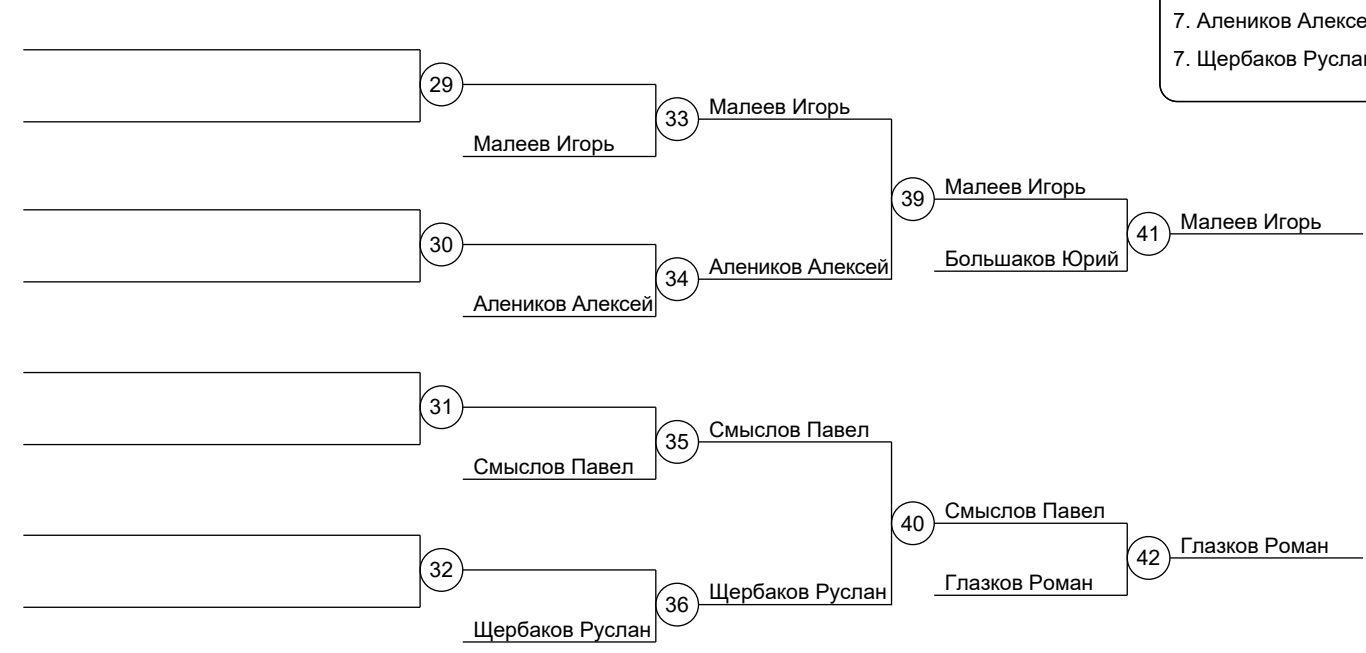 7. Алеников Алексе
7. Щербаков Руслан
29
Малеев Игорь
33
Малеев Игорь
39
Малеев Игорь
41
Малеев Игорь
30
Алеников Алексей
34
Алеников Алексей
Большаков Юрий
31
Смыслов Павел
35
Смыслов Павел
40
Смыслов Павел
42
Глазков Роман
32
Щербаков Руслан
36
Щербаков Руслан
Глазков Роман